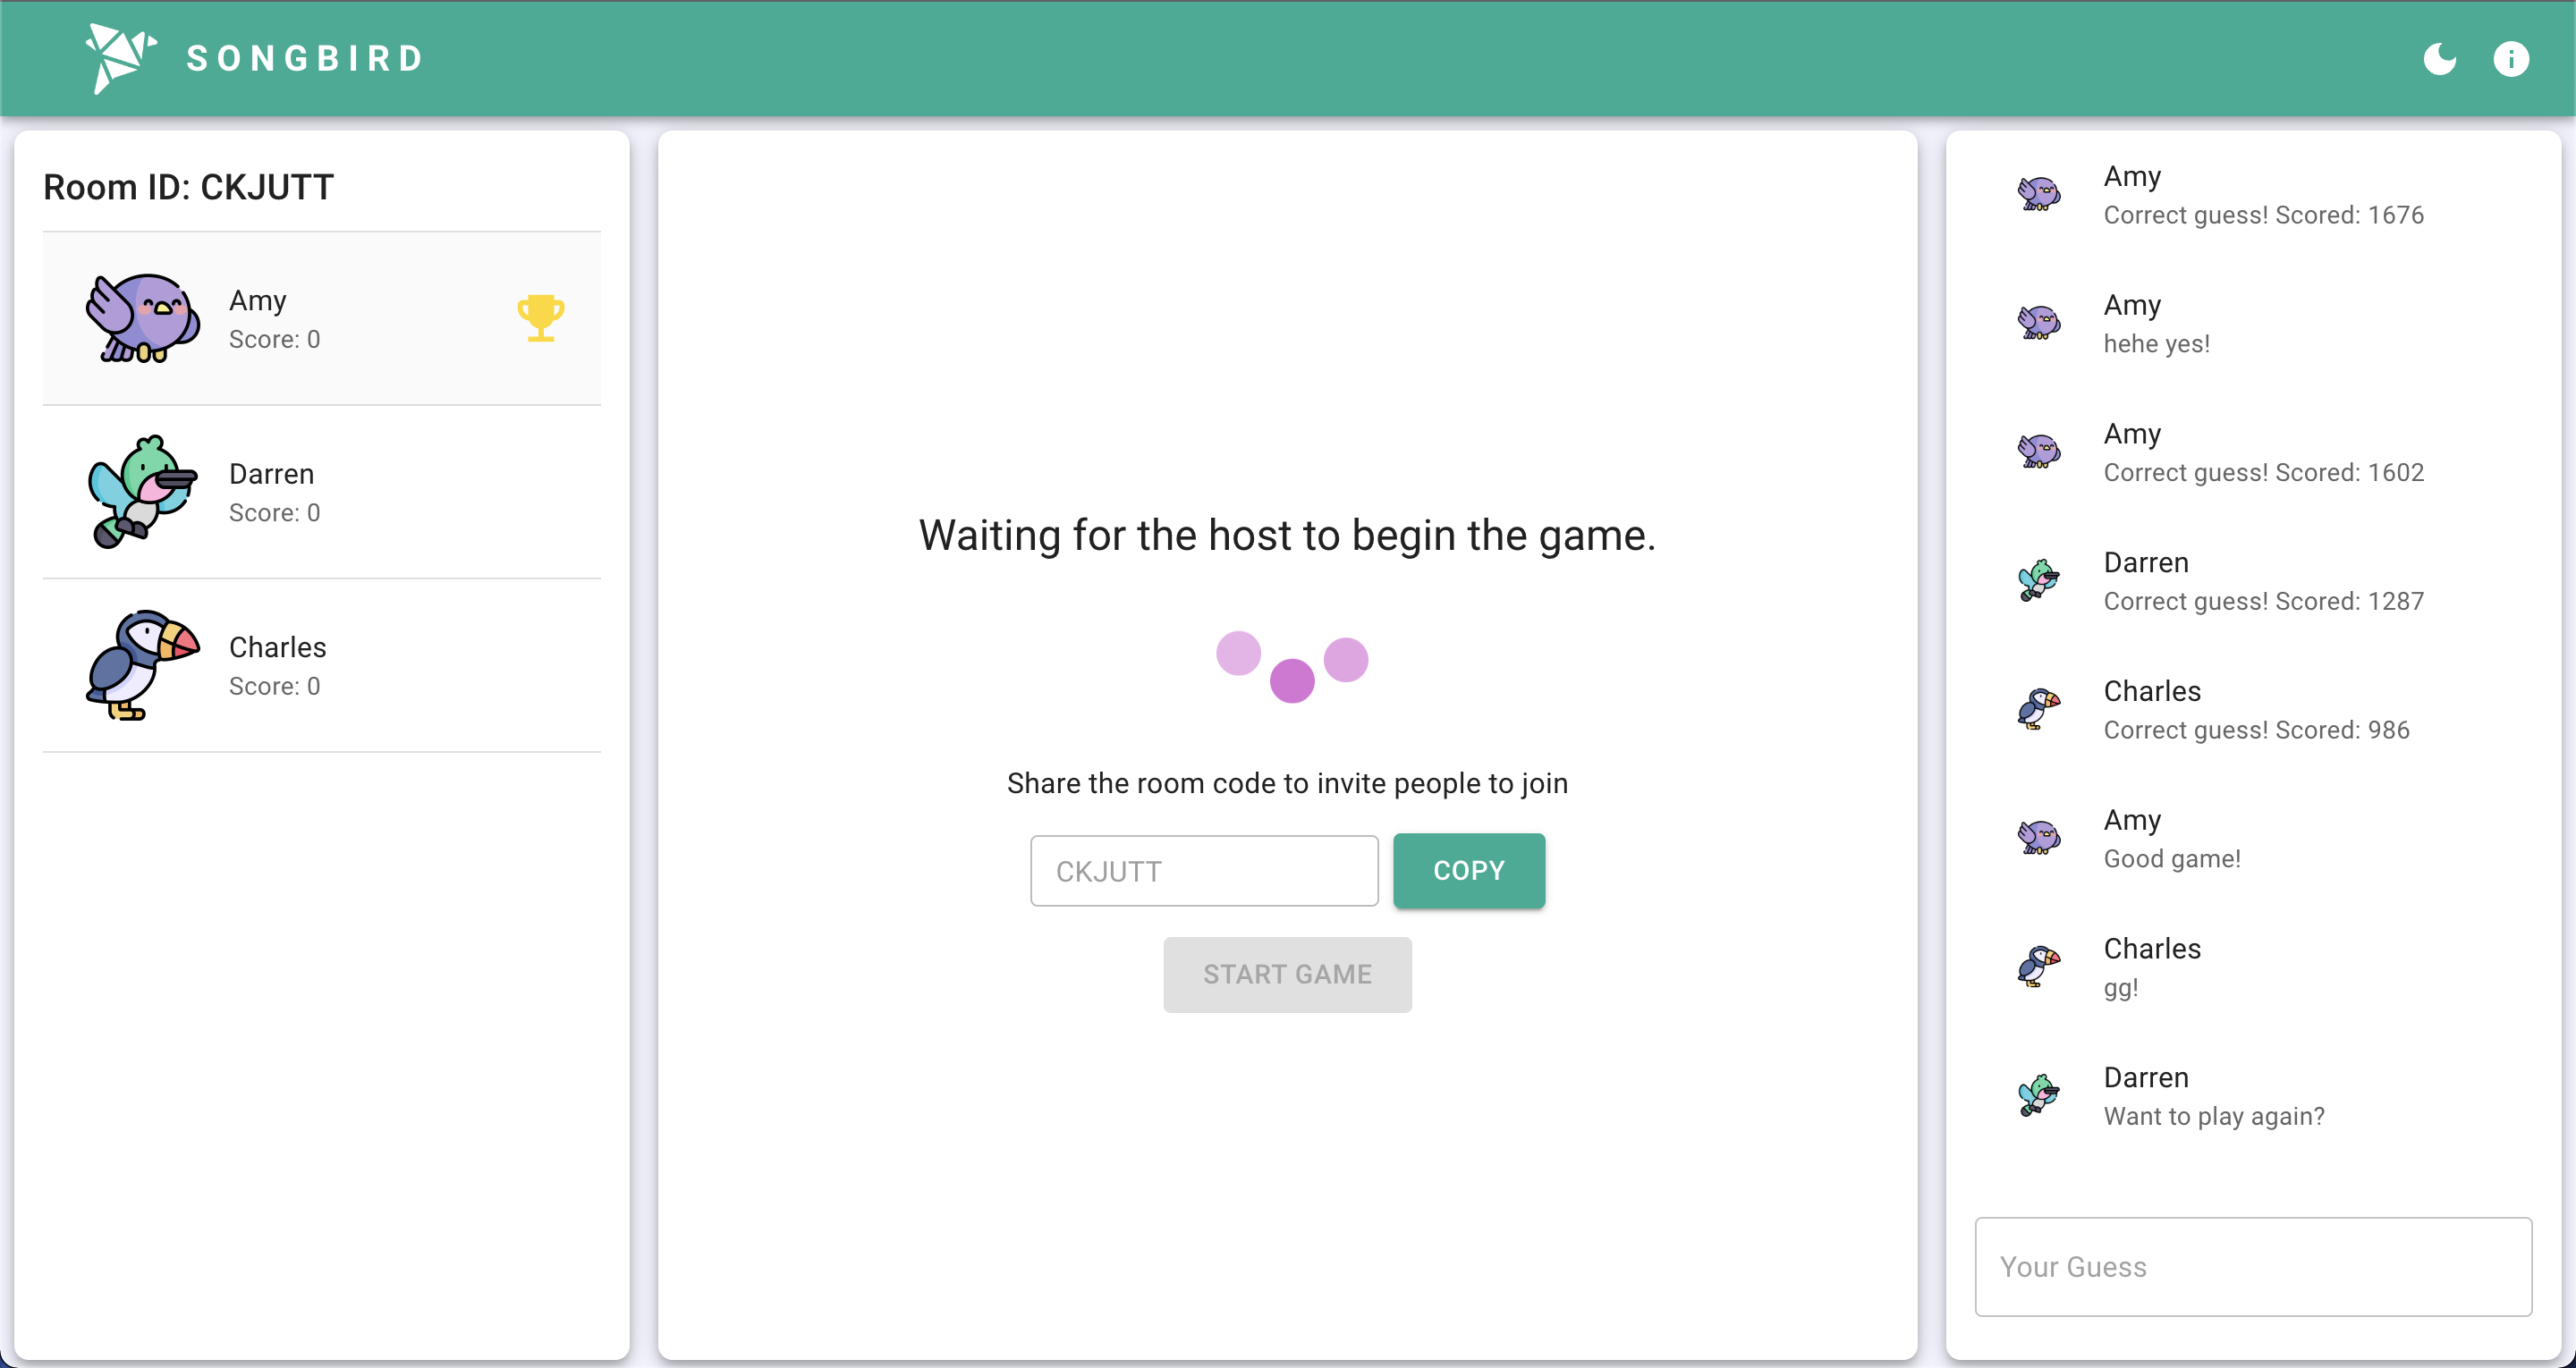 SONGBIRD
Room ID: CKJUTT
Amy
Score: 0
Darren
Score: 0
Charles
Score: 0
Waiting for the host to begin the game.
Share the room code to invite people to join
CKJUTT
COPY
START GAME
Amy
Correct guess! Scored: 1676
Amy
hehe yes!
Amy
Correct guess! Scored: 1602
Darren
Correct guess! Scored: 1287
Charles
Correct guess! Scored: 986
Amy
Good game!
Charles
gg!
Darren
Want to play again?
Your Guess